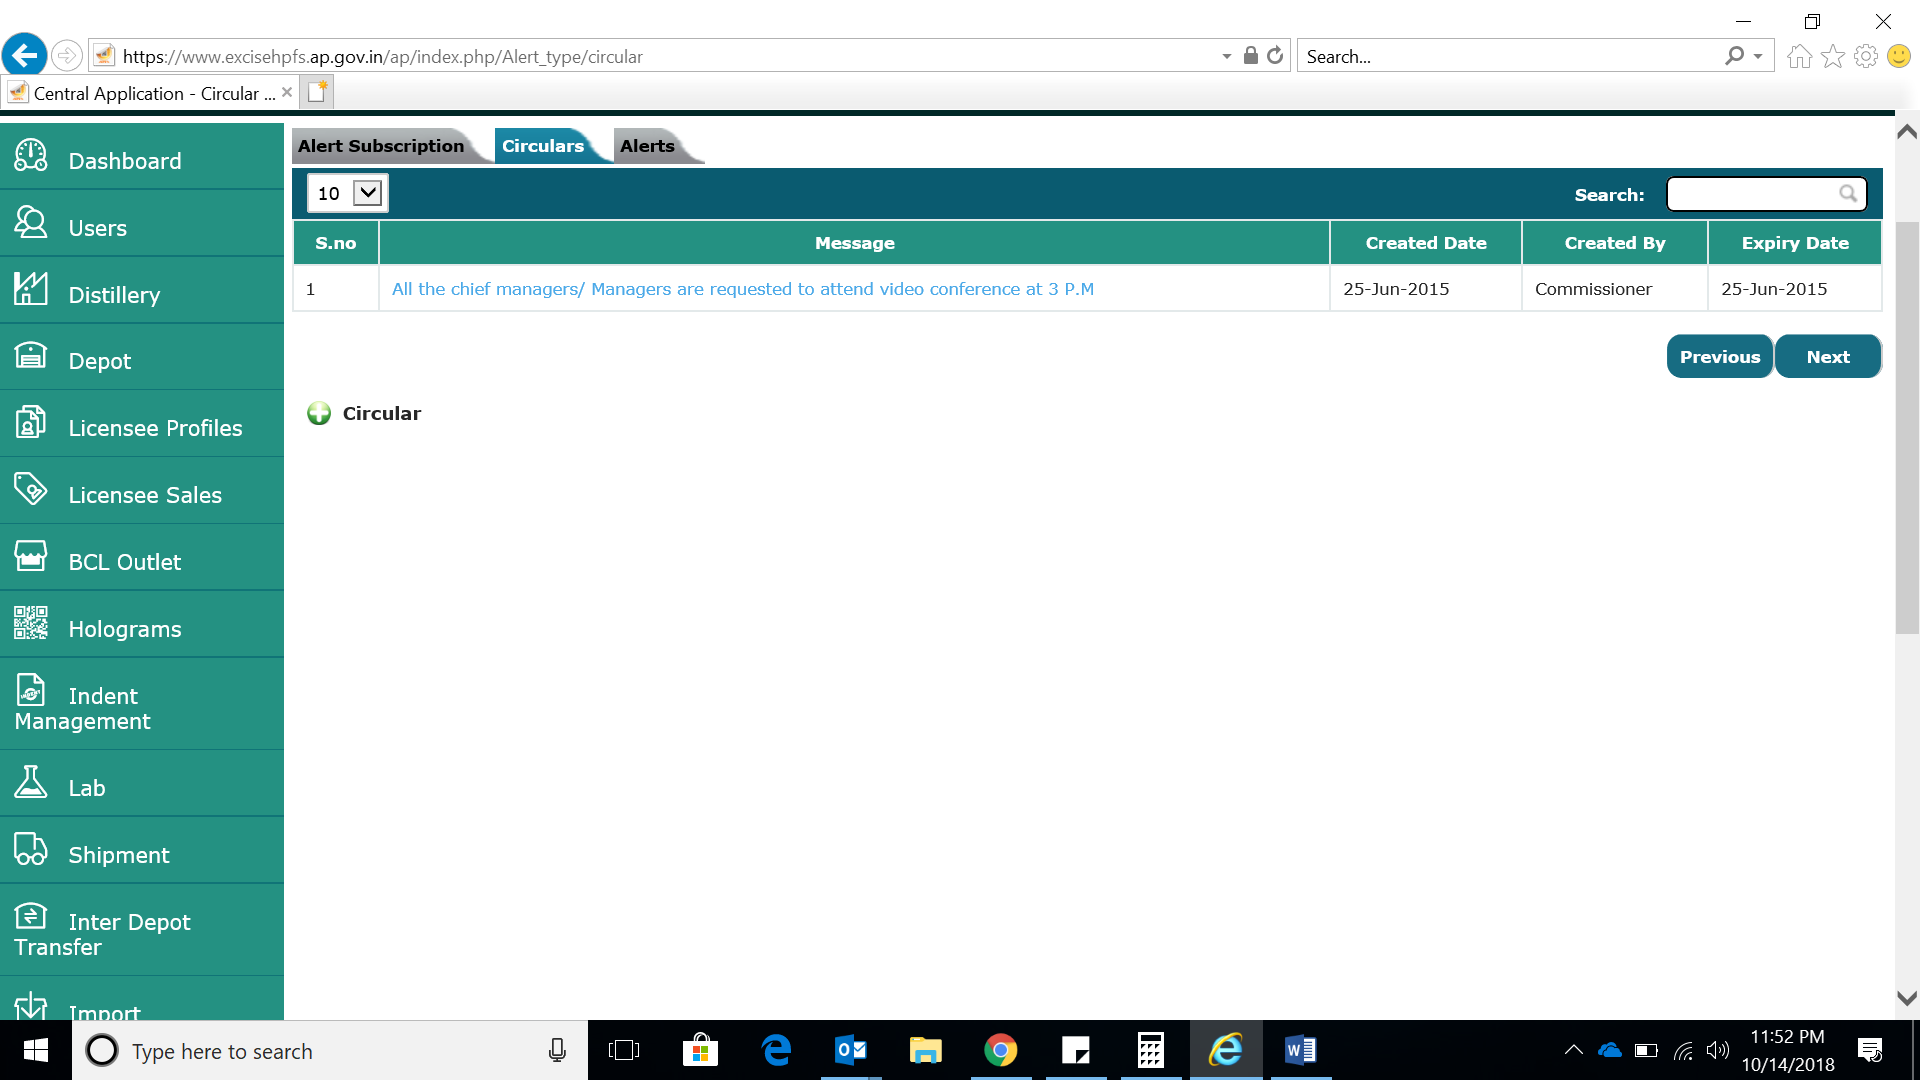 https://www.excisehpfs.ap.gov.in/ap/index.php/Alert_type/circular
Search...
Central Application - Circular ...
Dashboard
Users
Distillery
Depot
Licensee Profiles
Licensee Sales
BCL Outlet
Holograms
Indent
Management
Lab
Shipment
Inter Depot
Transfer
Import
Alert Subscription Circulars Alerts
10 Search:
S.no Message Created Date Created By Expiry Date
1 All the chief managers/ Managers are requested to attend video conference at 3 P.M 25-Jun-2015 Commissioner 25-Jun-2015
Previous Next
Circular
Type here to search
11:52 PM
10/14/2018